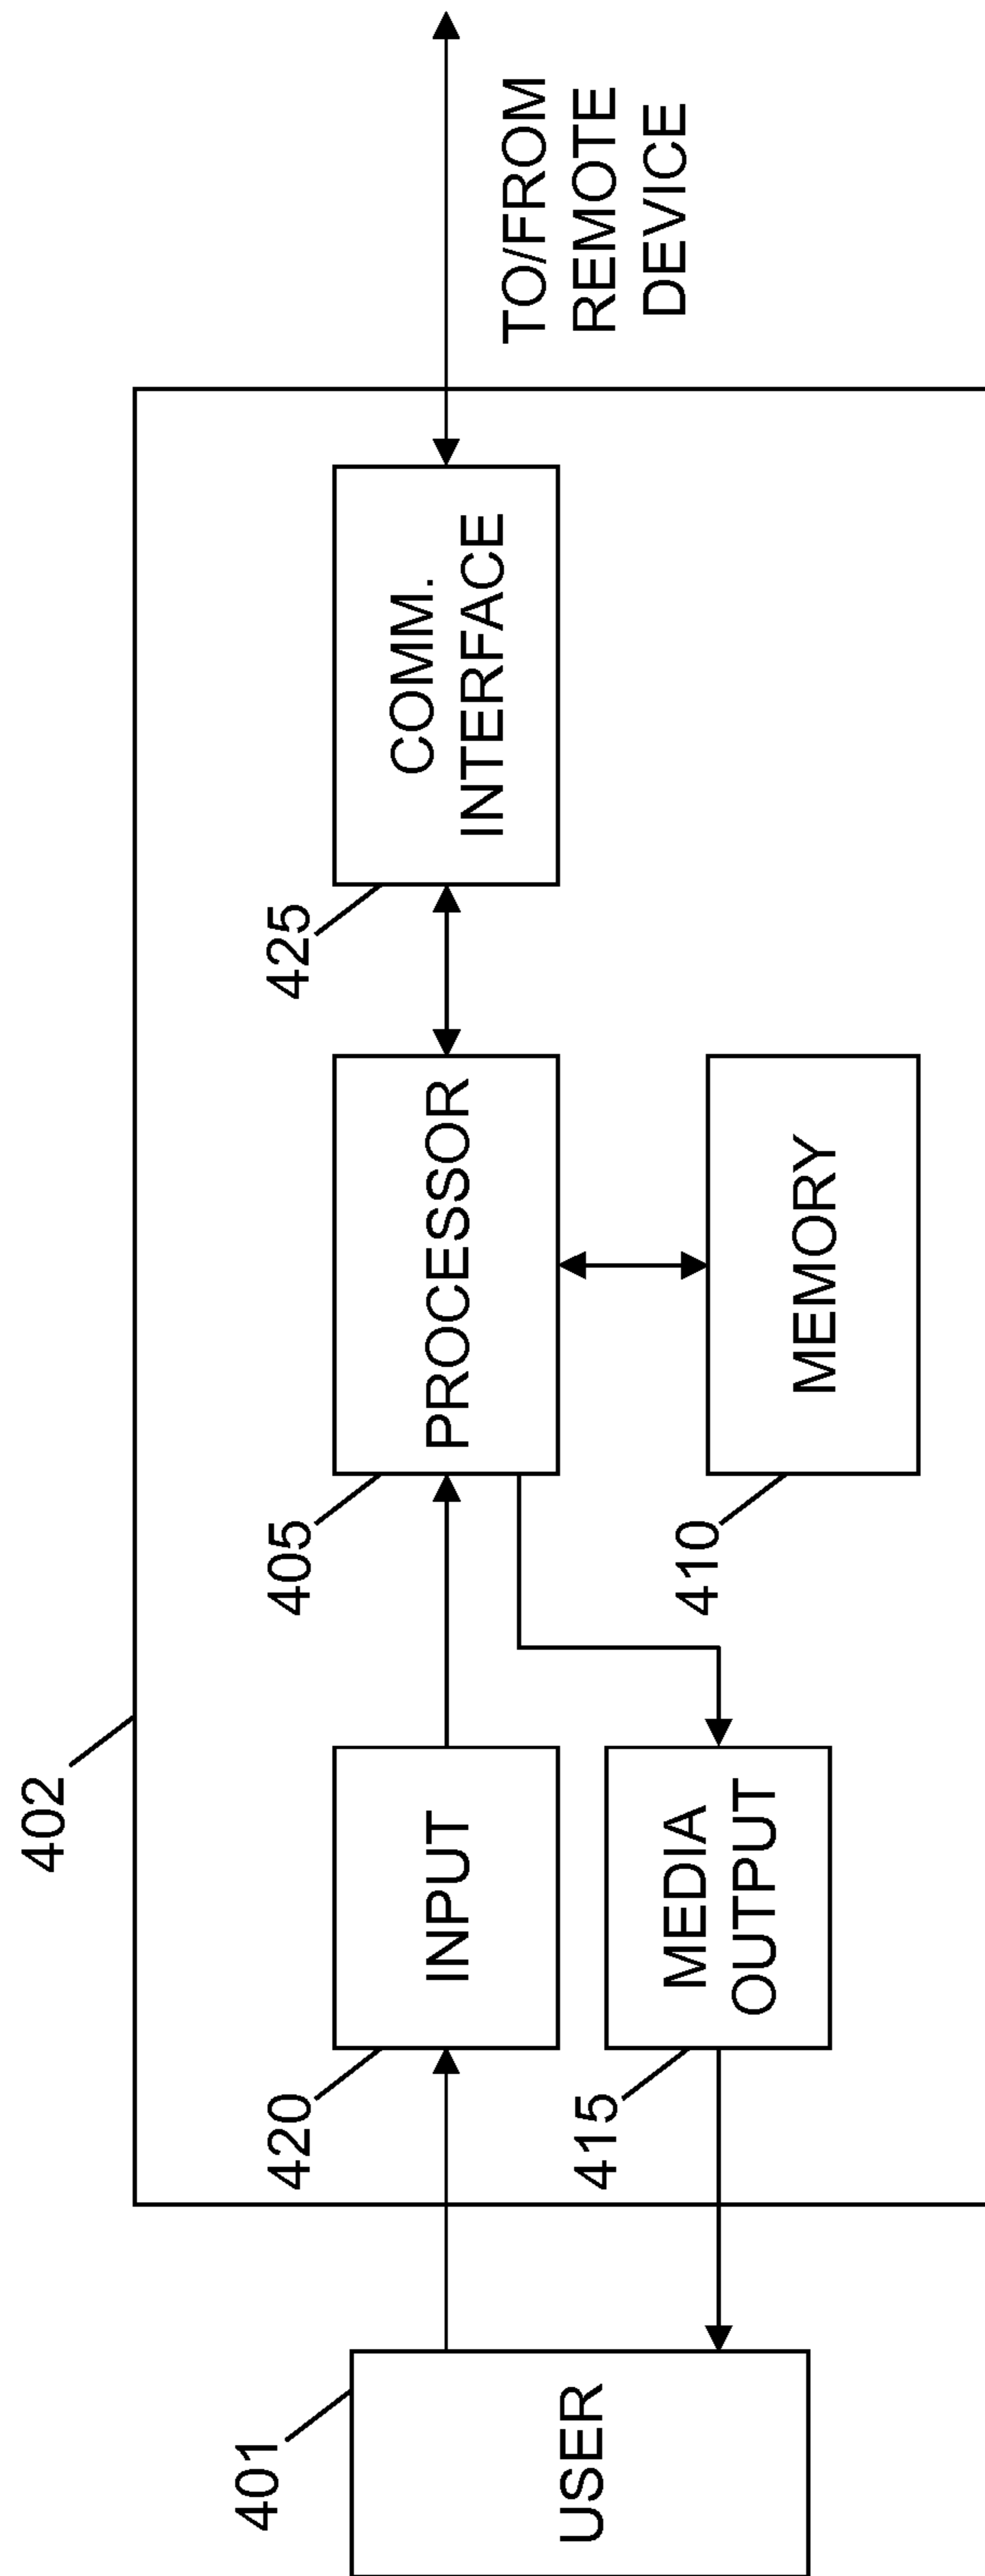 402
401
USER
420
INPUT
415
MEDIA
OUTPUT
405
PROCESSOR
410
MEMORY
425
COMM.
INTERFACE
TO/FROM
REMOTE
DEVICE